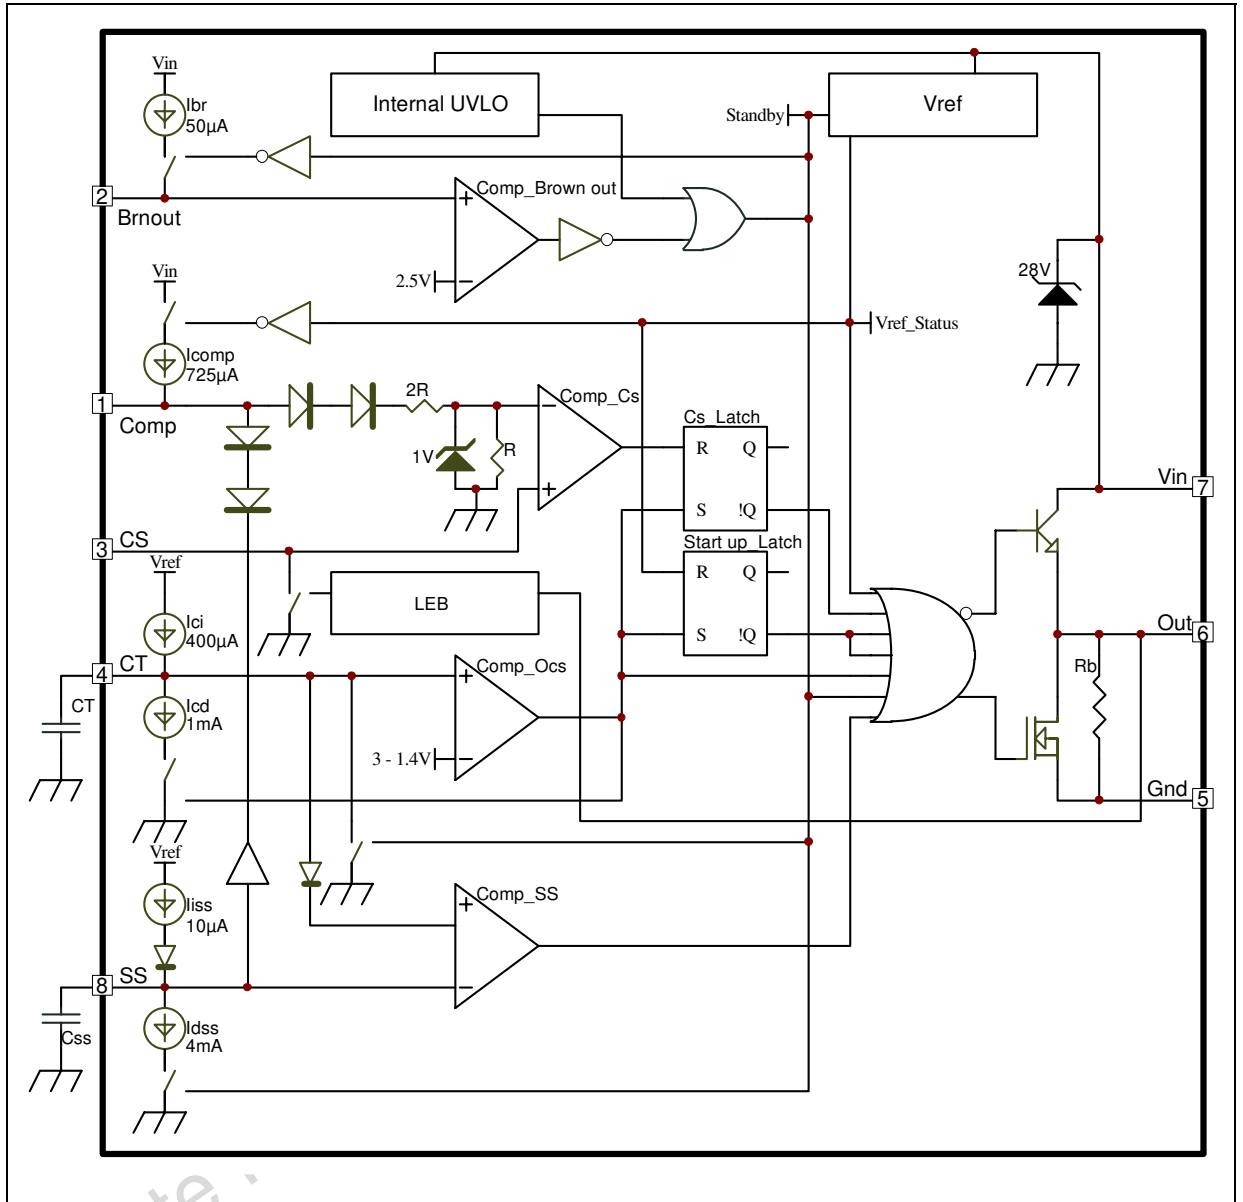 Vin
Ibr
50µA
Internal UVLO
Standby
Vref
2
Brnout
+
Comp_Brown out
2.5V
−
28V
Vin
Vref_Status
Icomp
725µA
1
Comp
2R
Comp_Cs
−
1V
R
+
Cs_Latch
R Q
S !Q
Vin
7
3
CS
Start up_Latch
R Q
S !Q
Vref
LEB
Ici
400µA
Out
6
4
CT
CT
Icd
1mA
+
Comp_Ocs
3 - 1.4V
−
Rb
Gnd
5
Vref
Iiss
10µA
+
Comp_SS
8
SS
−
Css
Idss
4mA